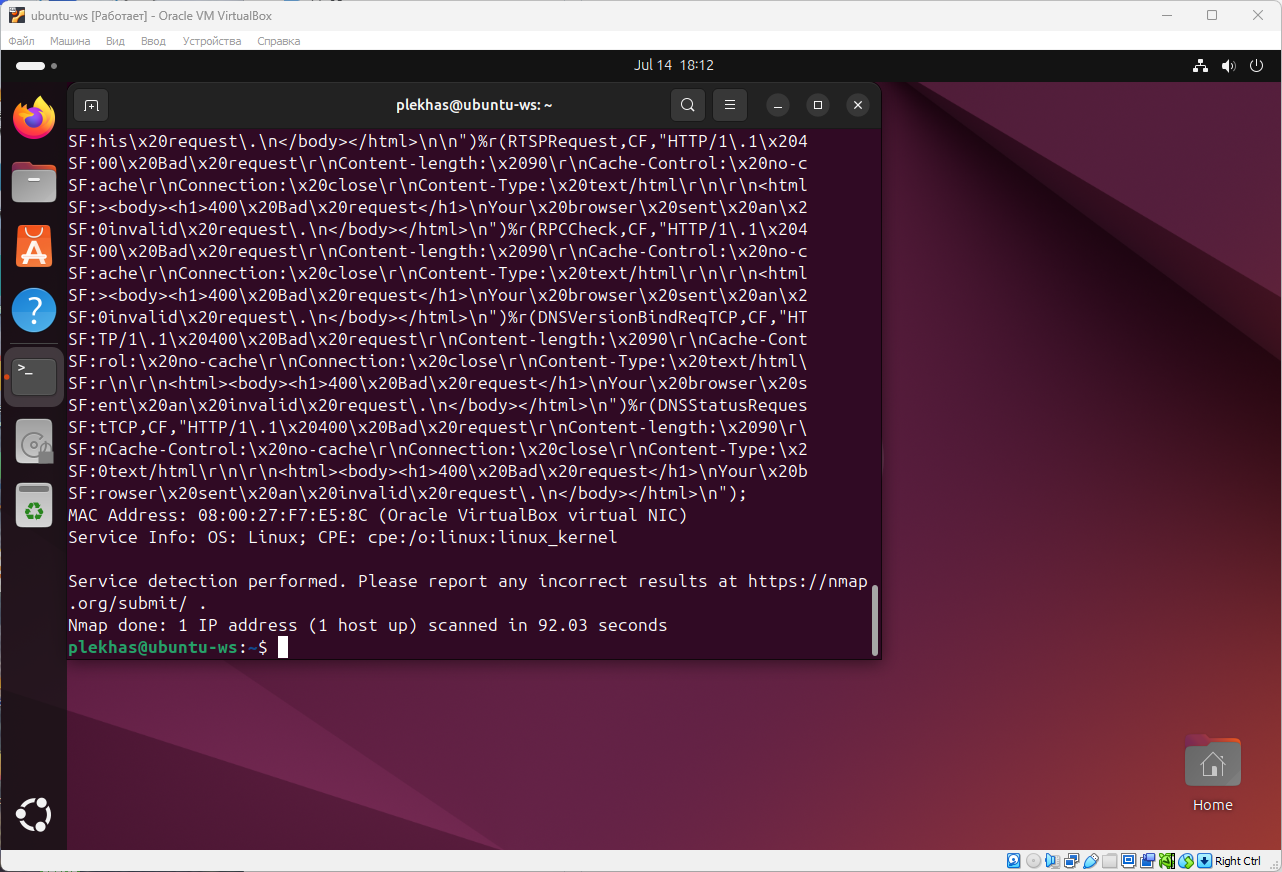 ubuntu-ws [Работает] - Oracle VM VirtualBox
Файл Машина Вид Ввод Устройства Справка
Jul 14 18:12
plekhas@ubuntu-ws: ~
SF:his\x20request\.\n</body></html>\n\n")%r(RTSPRequest,CF,"HTTP/1\.1\x204
SF:00\x20Bad\x20request\r\nContent-length:\x2090\r\nCache-Control:\x20no-c
SF:ache\r\nConnection:\x20close\r\nContent-Type:\x20text/html\r\n\r\n<html
SF:><body><h1>400\x20Bad\x20request</h1>\nYour\x20browser\x20sent\x20an\x2
SF:0invalid\x20request\.\n</body></html>\n")%r(RPCCheck,CF,"HTTP/1\.1\x204
SF:00\x20Bad\x20request\r\nContent-length:\x2090\r\nCache-Control:\x20no-c
SF:ache\r\nConnection:\x20close\r\nContent-Type:\x20text/html\r\n\r\n<html
SF:><body><h1>400\x20Bad\x20request</h1>\nYour\x20browser\x20sent\x20an\x2
SF:0invalid\x20request\.\n</body></html>\n")%r(DNSVersionBindReqTCP,CF,"HT
SF:TP/1\.1\x20400\x20Bad\x20request\r\nContent-length:\x2090\r\nCache-Cont
SF:rol:\x20no-cache\r\nConnection:\x20close\r\nContent-Type:\x20text/html\
SF:r\n\r\n<html><body><h1>400\x20Bad\x20request</h1>\nYour\x20browser\x20s
SF:ent\x20an\x20invalid\x20request\.\n</body></html>\n")%r(DNSStatusReques
SF:tTCP,CF,"HTTP/1\.1\x20400\x20Bad\x20request\r\nContent-length:\x2090\r\
SF:nCache-Control:\x20no-cache\r\nConnection:\x20close\r\nContent-Type:\x2
SF:0text/html\r\n\r\n<html><body><h1>400\x20Bad\x20request</h1>\nYour\x20b
SF:rowser\x20sent\x20an\x20invalid\x20request\.\n</body></html>\n");
MAC Address: 08:00:27:F7:E5:8C (Oracle VirtualBox virtual NIC)
Service Info: OS: Linux; CPE: cpe:/o:linux:linux_kernel
Service detection performed. Please report any incorrect results at https://nmap
.org/submit/ .
Nmap done: 1 IP address (1 host up) scanned in 92.03 seconds
plekhas@ubuntu-ws:~$
Home
Right Ctrl